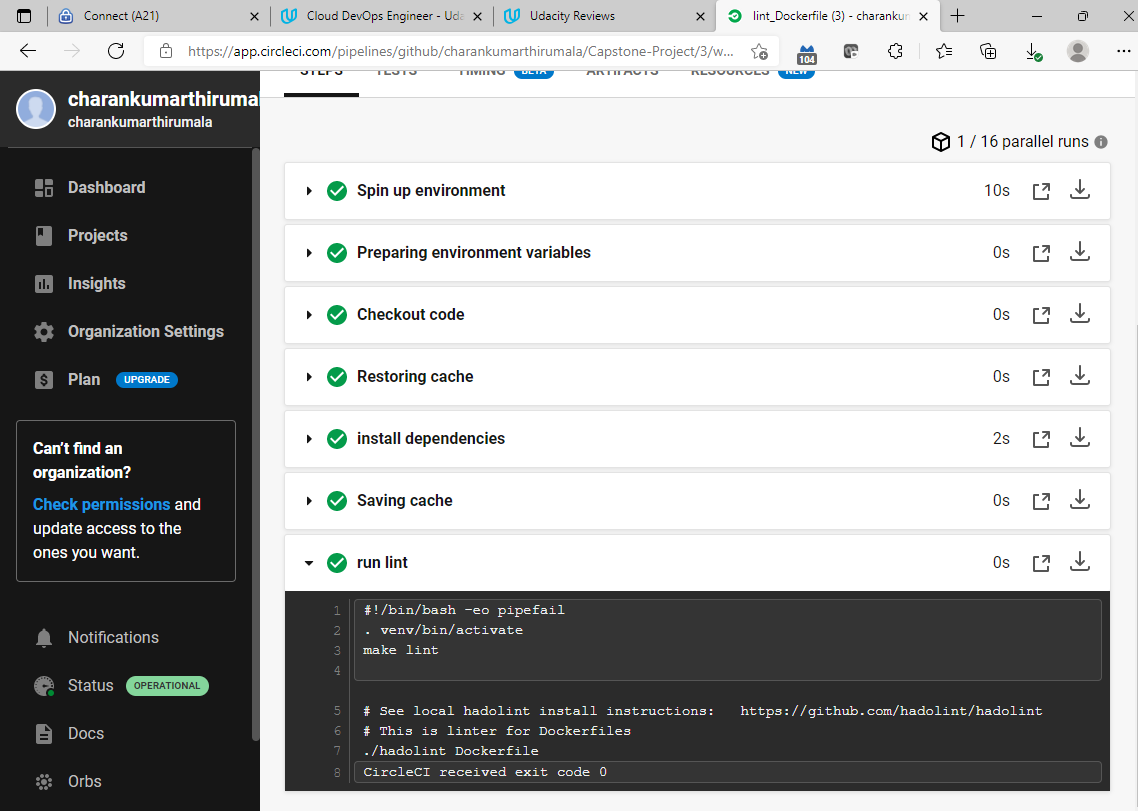 Connect (A21)
Cloud DevOps Engineer - Uda
Udacity Reviews
lint_Dockerfile (3) - charankum
https://app.circleci.com/pipelines/github/charankumarthirumala/Capstone-Project/3/w...
104
STEPS
TESTS
TIMING
BETA
ARTIFACTS
RESOURCES
NEW
charankumarthirumal
charankumarthirumala
Dashboard
Projects
Insights
Organization Settings
Plan UPGRADE
Can't find an
organization?
Check permissions and
update access to the
ones you want.
Notifications
Status OPERATIONAL
Docs
Orbs
1 / 16 parallel runs
Spin up environment 10s
Preparing environment variables 0s
Checkout code 0s
Restoring cache 0s
install dependencies 2s
Saving cache 0s
run lint 0s
1 #!/bin/bash -eo pipefail
2 . venv/bin/activate
3 make lint
4
5 # See local hadolint install instructions:   https://github.com/hadolint/hadolint
6 # This is linter for Dockerfiles
7 ./hadolint Dockerfile
8 CircleCI received exit code 0